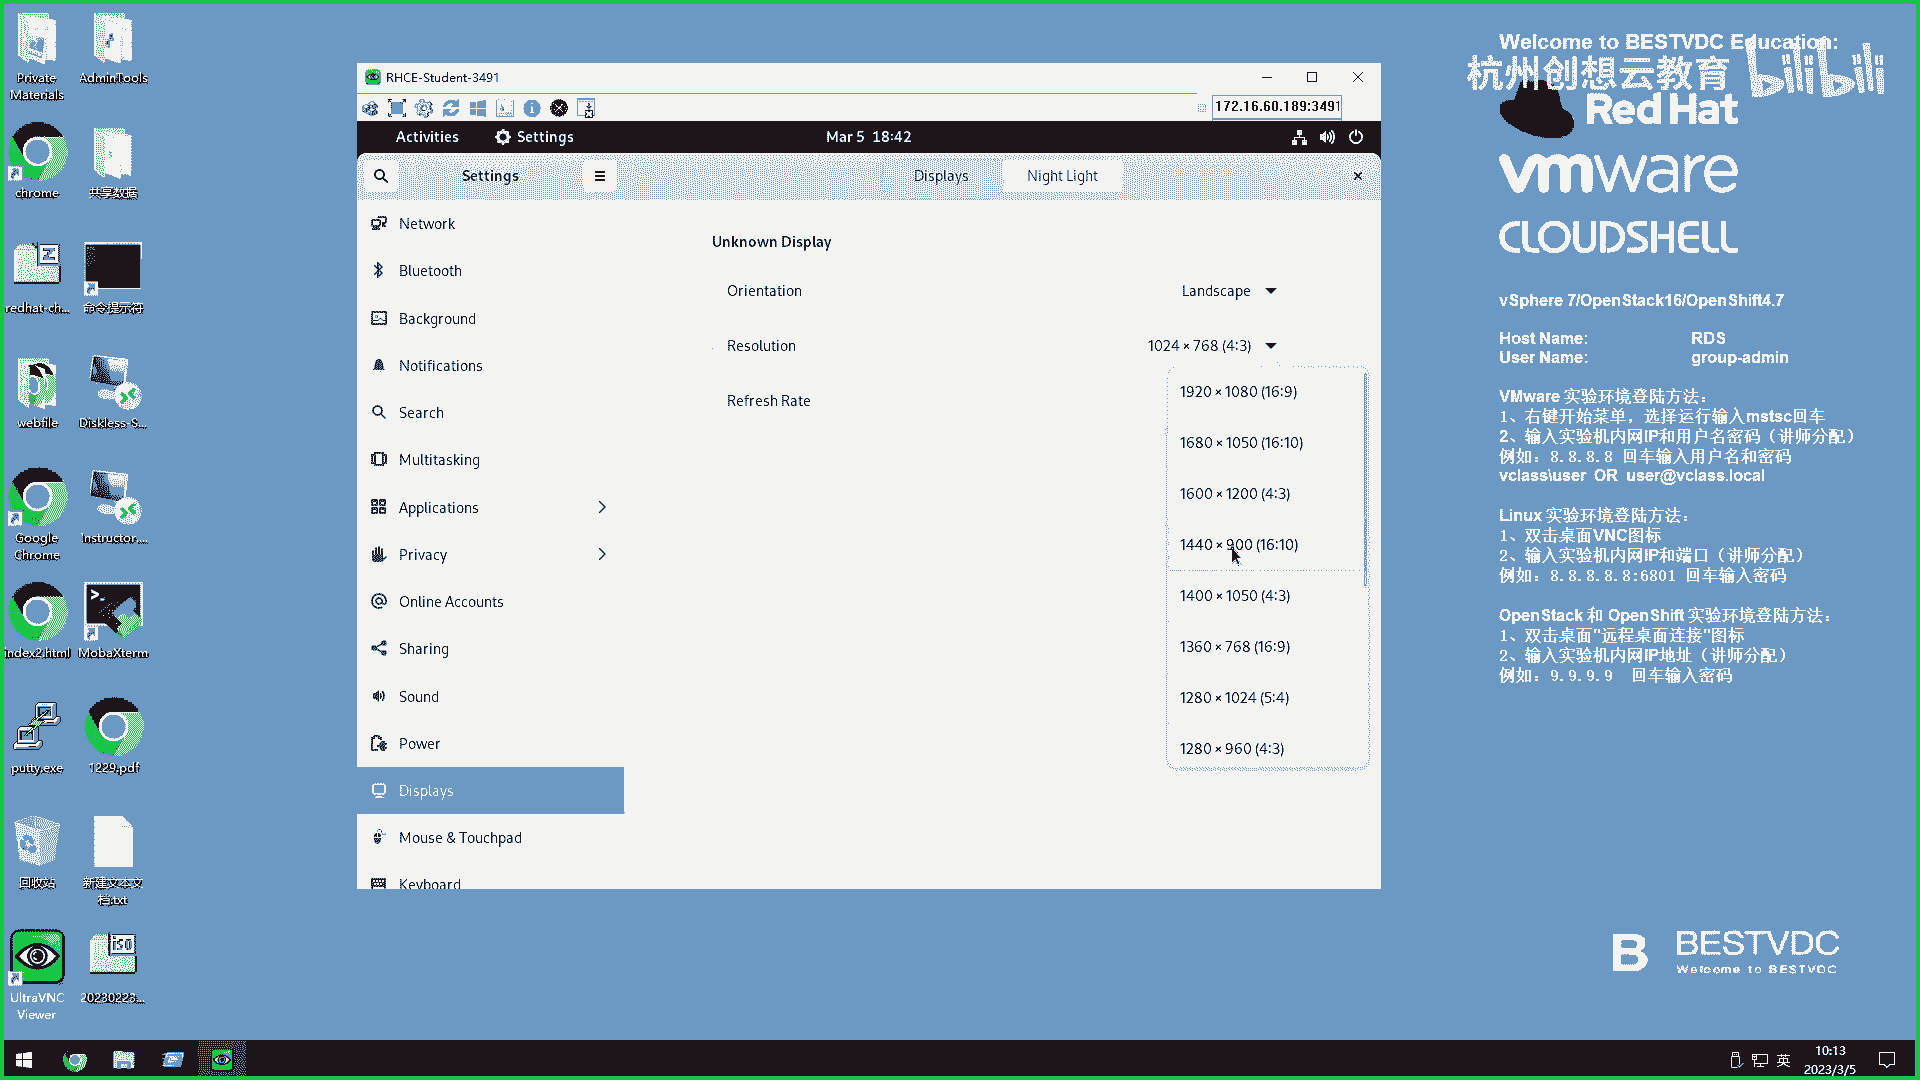 Private
Materials
AdminTools
chrome
共享数据
redhat-ch...
命令提示符
webfile
Diskless-S...
Google
Chrome
Instructor....
index2.html
MobaXterm
putty.exe
1229.pdf
回收站
新建文本文
档.txt
UltraVNC
Viewer
ISO
20230223...
RHCE-Student-3491
172.16.60.189:3491
Activities
Settings
Mar 5 18:42
Settings
Displays
Night Light
Network
Bluetooth
Background
Notifications
Search
Multitasking
Applications
Privacy
Online Accounts
Sharing
Sound
Power
Displays
Mouse & Touchpad
Keyboard
Unknown Display
Orientation
Landscape
Resolution
1024 × 768 (4:3)
Refresh Rate
1920 × 1080 (16:9)
1680 × 1050 (16:10)
1600 × 1200 (4:3)
1440 × 900 (16:10)
1400 × 1050 (4:3)
1360 × 768 (16:9)
1280 × 1024 (5:4)
1280 × 960 (4:3)
Welcome to BESTVDC Education:
杭州创想云教育
bilibili
Red Hat
vmware
CLOUDSHELL
vSphere 7/OpenStack16/OpenShift4.7
Host Name: RDS
User Name: group-admin
VMware 实验环境登陆方法：
1、右键开始菜单，选择运行输入mstsc回车
2、输入实验机内网IP和用户名密码（讲师分配）
例如：8.8.8.8 回车输入用户名和密码
vclass\user OR user@vclass.local
Linux 实验环境登陆方法：
1、双击桌面VNC图标
2、输入实验机内网IP和端口（讲师分配）
例如：8.8.8.8.8:6801 回车输入密码
OpenStack 和 OpenShift 实验环境登陆方法：
1、双击桌面"远程桌面连接"图标
2、输入实验机内网IP地址（讲师分配）
例如：9.9.9.9 回车输入密码
B BESTVDC
Welcome to BESTVDC
英
10:13
2023/3/5